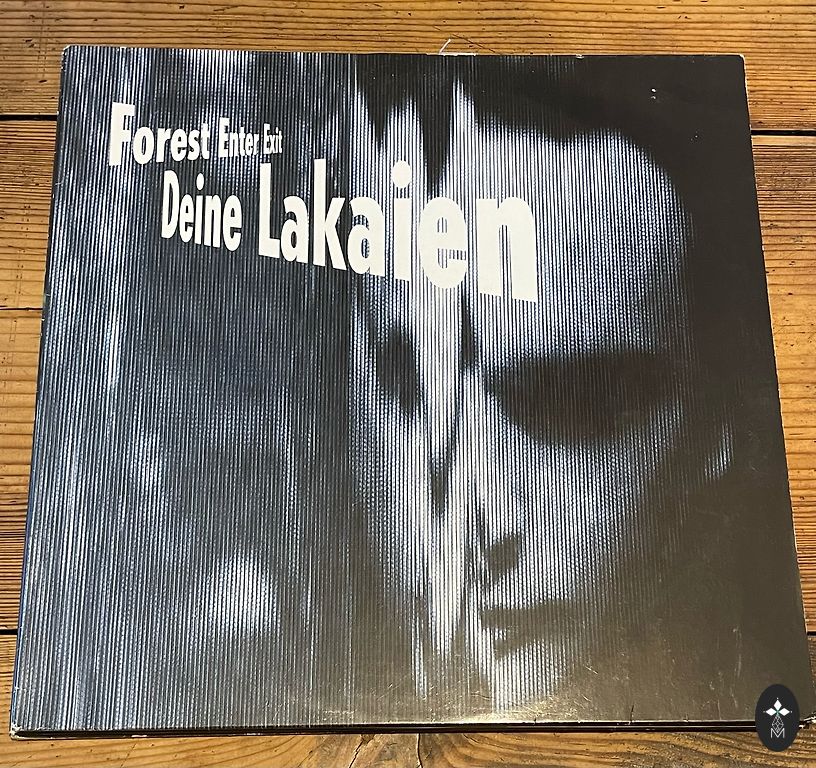 Forest Enter Exit
Deine Lakaien
M